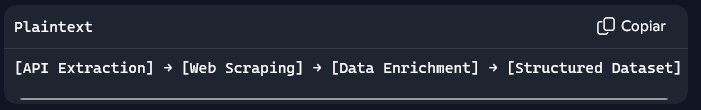 Plaintext
Copiar
[API Extraction] → [Web Scraping] → [Data Enrichment] → [Structured Dataset]